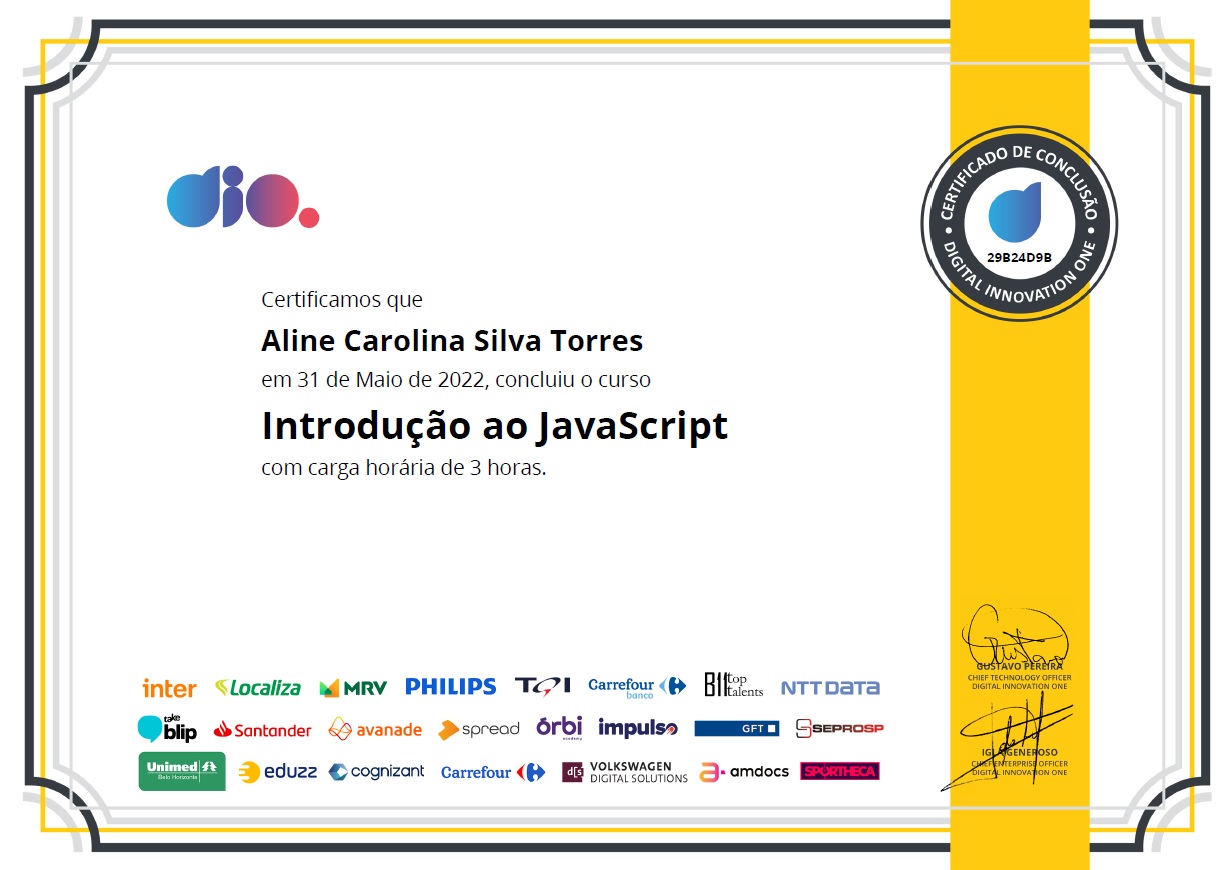 dio.
CERTIFICADO DE CONCLUSÃO
29B24D9B
DIGITAL INNOVATION ONE
Certificamos que
Aline Carolina Silva Torres
em 31 de Maio de 2022, concluiu o curso
Introdução ao JavaScript
com carga horária de 3 horas.
inter Localiza MRV PHILIPS Carrefour banco B11 top talents NTT DATA
take blip Santander avanade spread órbi academy impulso GFT SEPROSP
Unimed Belo Horizonte eduzz cognizant Carrefour d[s] VOLKSWAGEN DIGITAL SOLUTIONS amdocs SPORTHECA
Gustavo
GUSTAVO PEREIRA
CHIEF TECHNOLOGY OFFICER
DIGITAL INNOVATION ONE
GENEROSO
CHIEF ENTERPRISE OFFICER
DIGITAL INNOVATION ONE